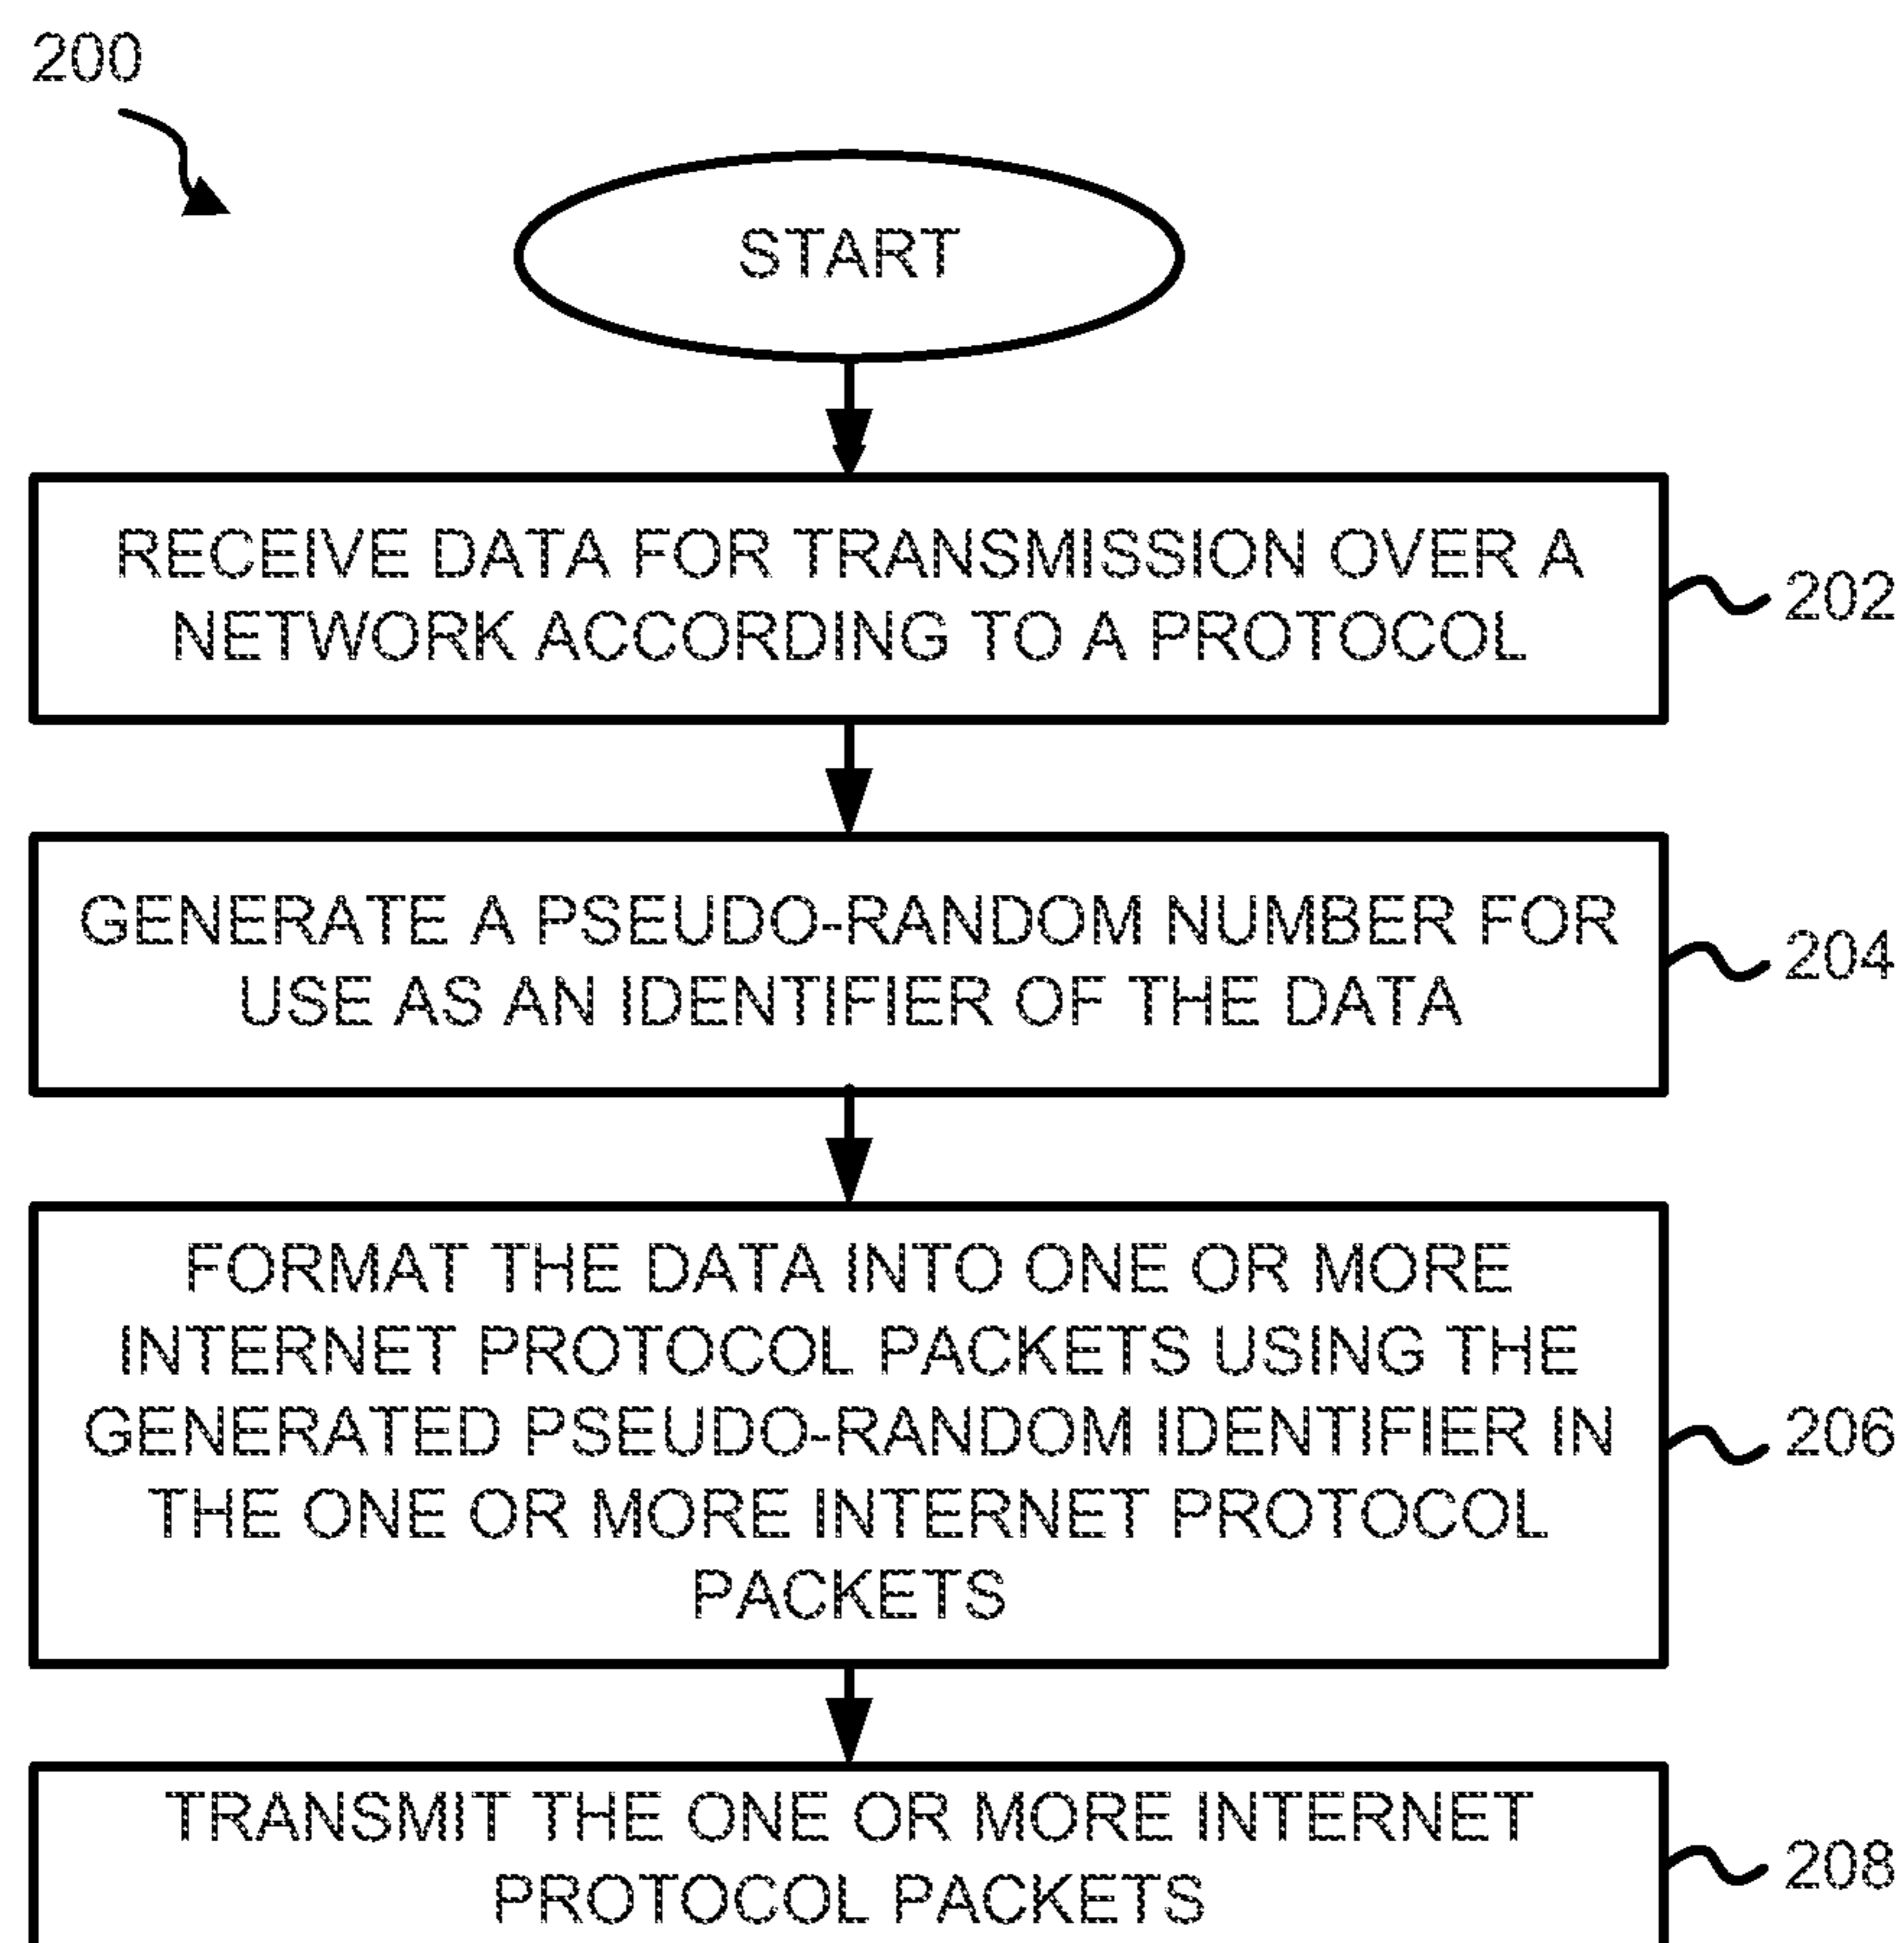 200
START
RECEIVE DATA FOR TRANSMISSION OVER A
NETWORK ACCORDING TO A PROTOCOL
202
GENERATE A PSEUDO-RANDOM NUMBER FOR
USE AS AN IDENTIFIER OF THE DATA
204
FORMAT THE DATA INTO ONE OR MORE
INTERNET PROTOCOL PACKETS USING THE
GENERATED PSEUDO-RANDOM IDENTIFIER IN
THE ONE OR MORE INTERNET PROTOCOL
PACKETS
206
TRANSMIT THE ONE OR MORE INTERNET
PROTOCOL PACKETS
208